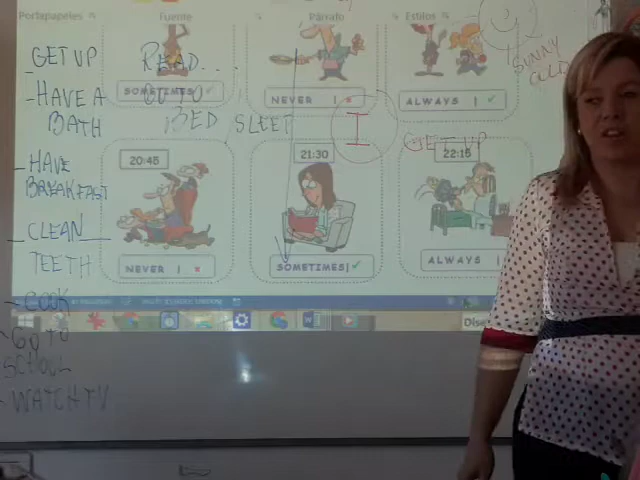 Portapapeles
Fuente
Párrafo
Estilos
GET UP
READ...
- HAVE A
BATH
GO TO
BED
SLEEP
SOMETIMES
NEVER |
ALWAYS | ✓
SUNNY
I
GET UP
- HAVE
BREAKFAST
20:45
21:30
22:15
- CLEAN
TEETH
NEVER | x
SOMETIMES| ✓
ALWAYS |
- COOK
- GO TO
SCHOOL
- WATCH TV